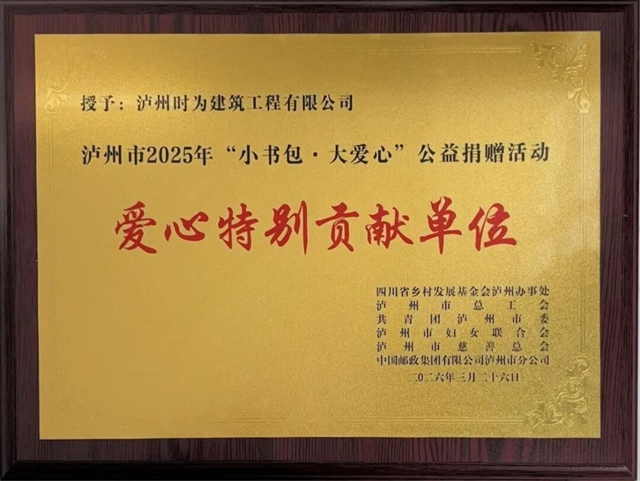 授予：泸州时为建筑工程有限公司
泸州市2025年“小书包·大爱心”公益捐赠活动
爱心特别贡献单位
四川省乡村发展基金会泸州办事处
泸州市总工会
共青团泸州市委
泸州市妇女联合会
泸州市慈善总会
中国邮政集团有限公司泸州市分公司
二〇二六年三月二十六日